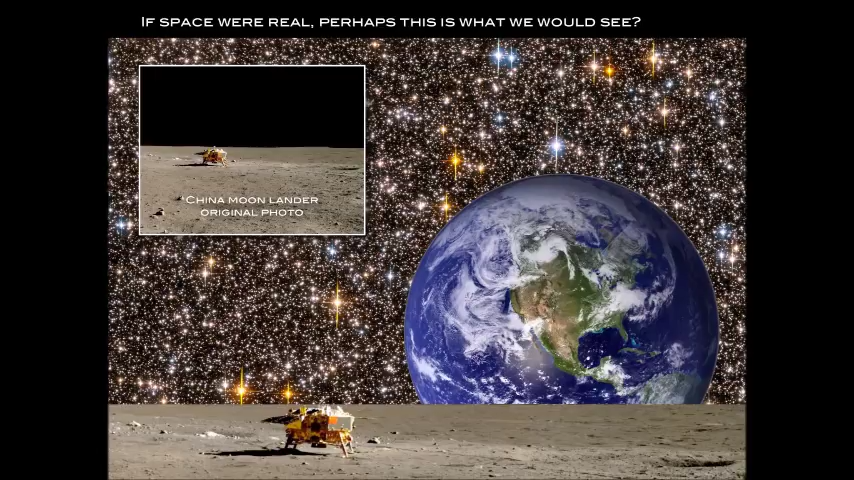 If space were real, perhaps this is what we would see?
*China moon lander
original photo